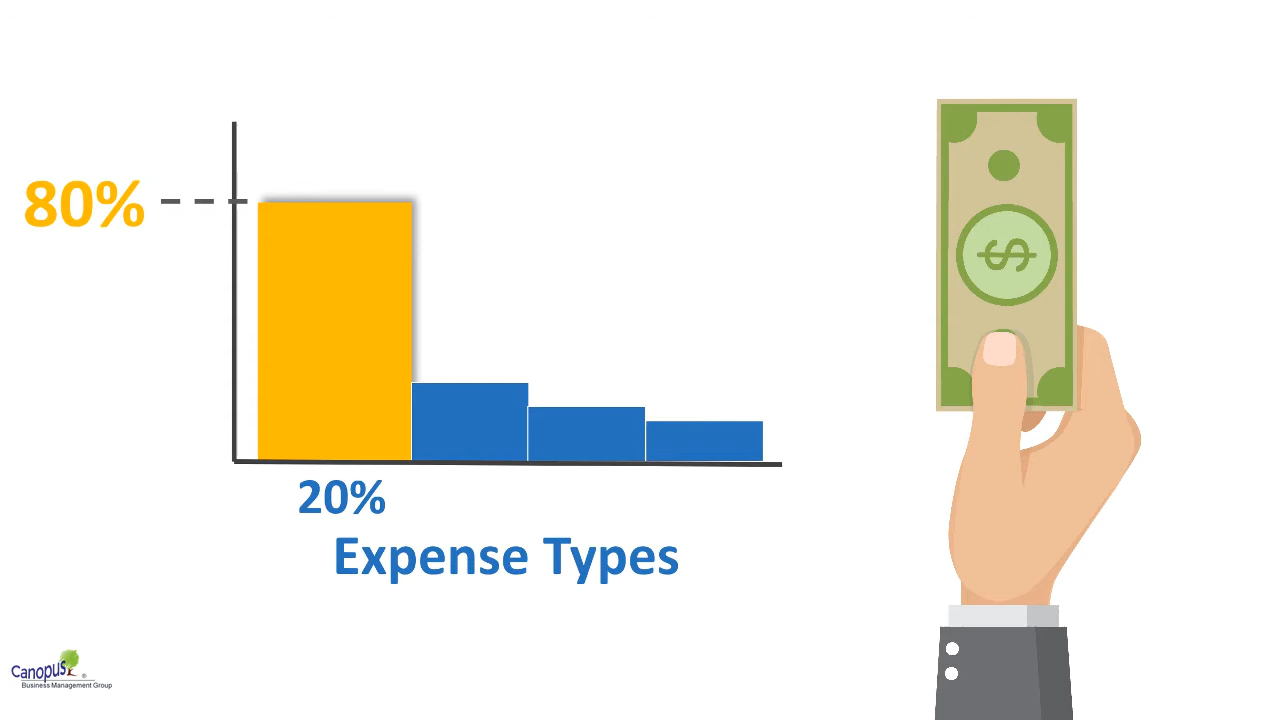 80%
20%
Expense Types
$
Canopus®
Business Management Group